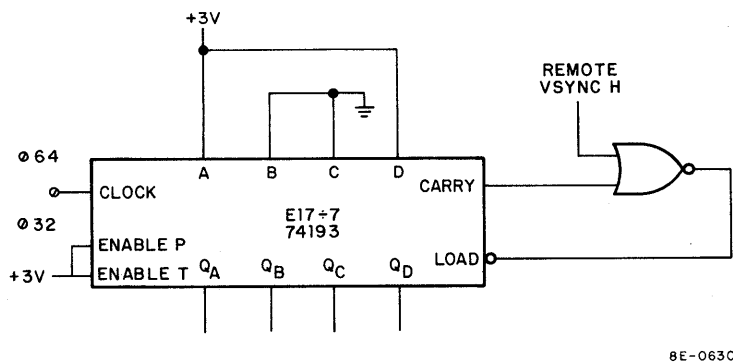 +3V
REMOTE
VSYNC H
ø64
A B C D
CLOCK
CARRY
E17÷7
74193
ø32
ENABLE P
+3V
ENABLE T
QA QB QC QD
LOAD
8E-0630